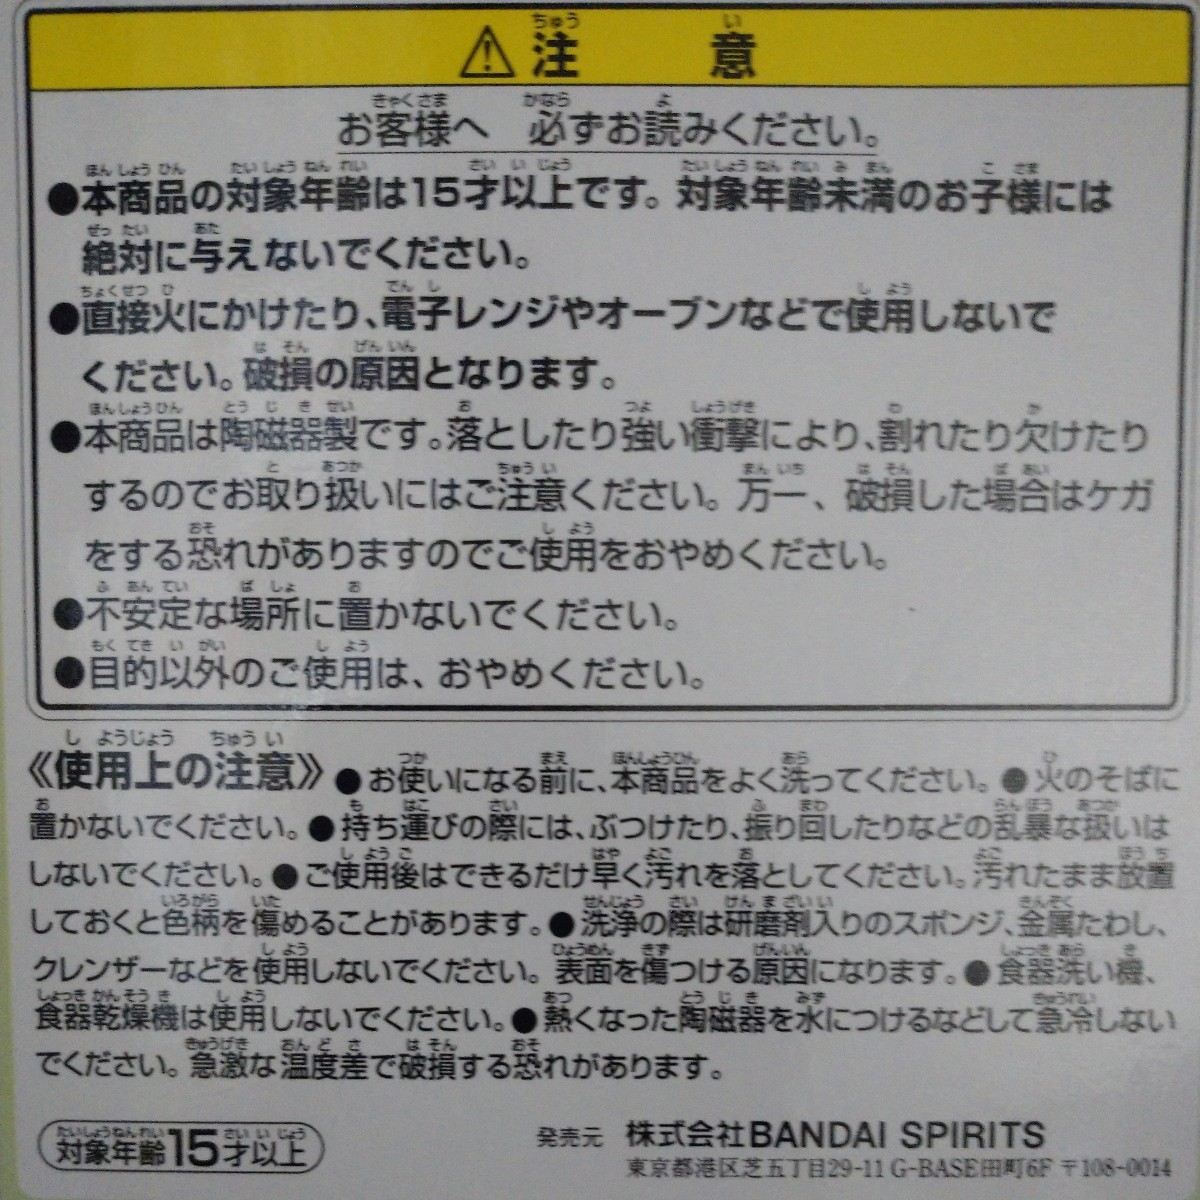 ⚠注意
お客様へ 必ずお読みください。
●本商品の対象年齢は15才以上です。対象年齢未満のお子様には
絶対に与えないでください。
●直接火にかけたり、電子レンジやオーブンなどで使用しないで
ください。破損の原因となります。
●本商品は陶磁器製です。落としたり強い衝撃により、割れたり欠けたり
するのでお取り扱いにはご注意ください。万一、破損した場合はケガ
をする恐れがありますのでご使用をおやめください。
●不安定な場所に置かないでください。
●目的以外のご使用は、おやめください。
《使用上の注意》●お使いになる前に、本商品をよく洗ってください。●火のそばに
置かないでください。●持ち運びの際には、ぶつけたり、振り回したりなどの乱暴な扱いは
しないでください。●ご使用後はできるだけ早く汚れを落としてください。汚れたまま放置
しておくと色柄を傷めることがあります。●洗浄の際は研磨剤入りのスポンジ、金属たわし、
クレンザーなどを使用しないでください。表面を傷つける原因になります。●食器洗い機、
食器乾燥機は使用しないでください。●熱くなった陶磁器を水につけるなどして急冷しない
でください。急激な温度差で破損する恐れがあります。
対象年齢15才以上
発売元 株式会社BANDAI SPIRITS
東京都港区芝五丁目29-11 G-BASE田町6F 〒108-0014